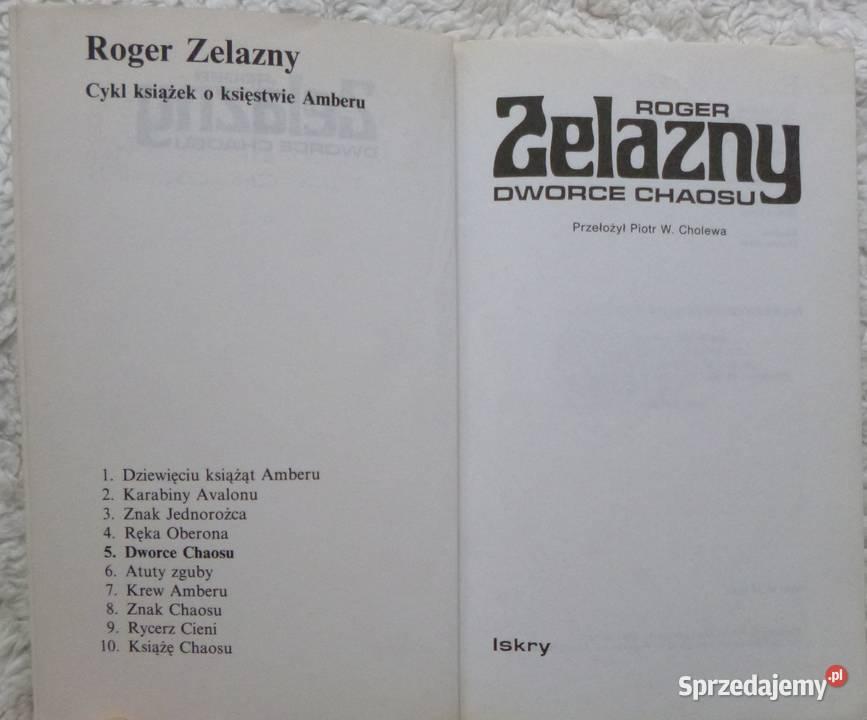 Roger Zelazny
Cykl książek o księstwie Amberu
1. Dziewięciu książąt Amberu
2. Karabiny Avalonu
3. Znak Jednorożca
4. Ręka Oberona
5. Dworce Chaosu
6. Atuty zguby
7. Krew Amberu
8. Znak Chaosu
9. Rycerz Cieni
10. Książę Chaosu
ROGER
Zelazny
DWORCE CHAOSU
Przełożył Piotr W. Cholewa
Iskry
Sprzedajemy.pl